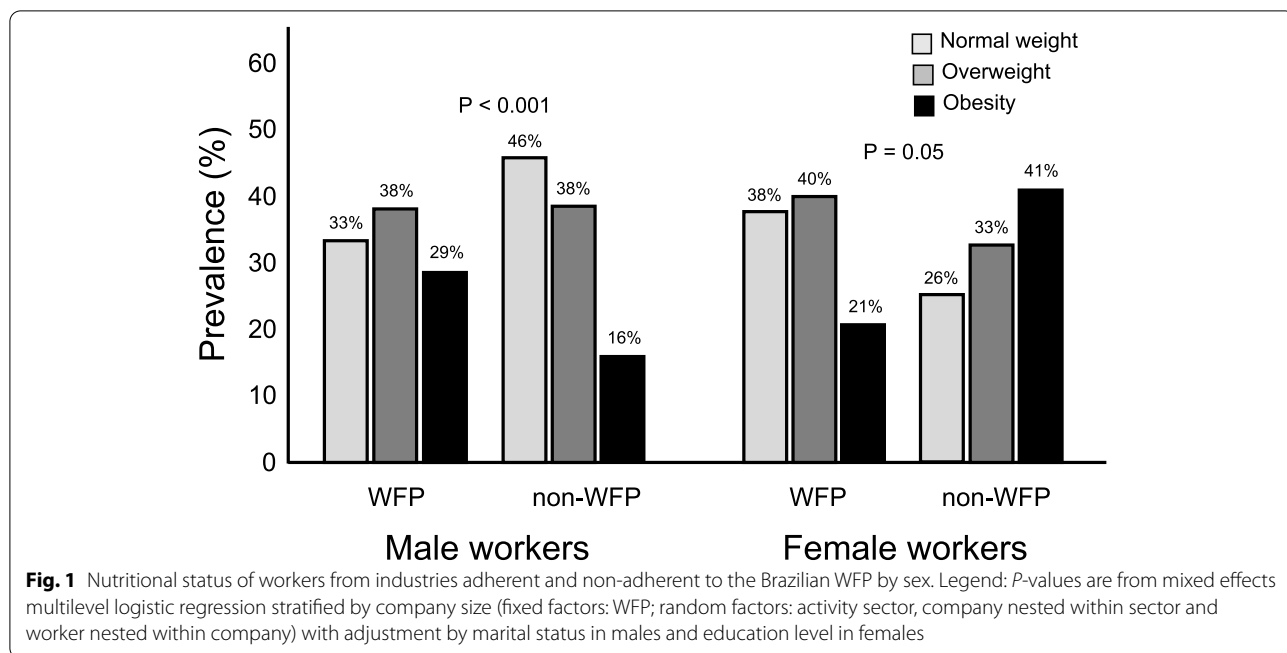 Normal weight
Overweight
Obesity
Prevalence (%)
60
50
40
30
20
10
0
P < 0.001
P = 0.05
33%
38%
29%
46%
38%
16%
38%
40%
21%
26%
33%
41%
WFP
non-WFP
WFP
non-WFP
Male workers
Female workers
Fig. 1 Nutritional status of workers from industries adherent and non-adherent to the Brazilian WFP by sex. Legend: P-values are from mixed effects
multilevel logistic regression stratified by company size (fixed factors: WFP; random factors: activity sector, company nested within sector and
worker nested within company) with adjustment by marital status in males and education level in females